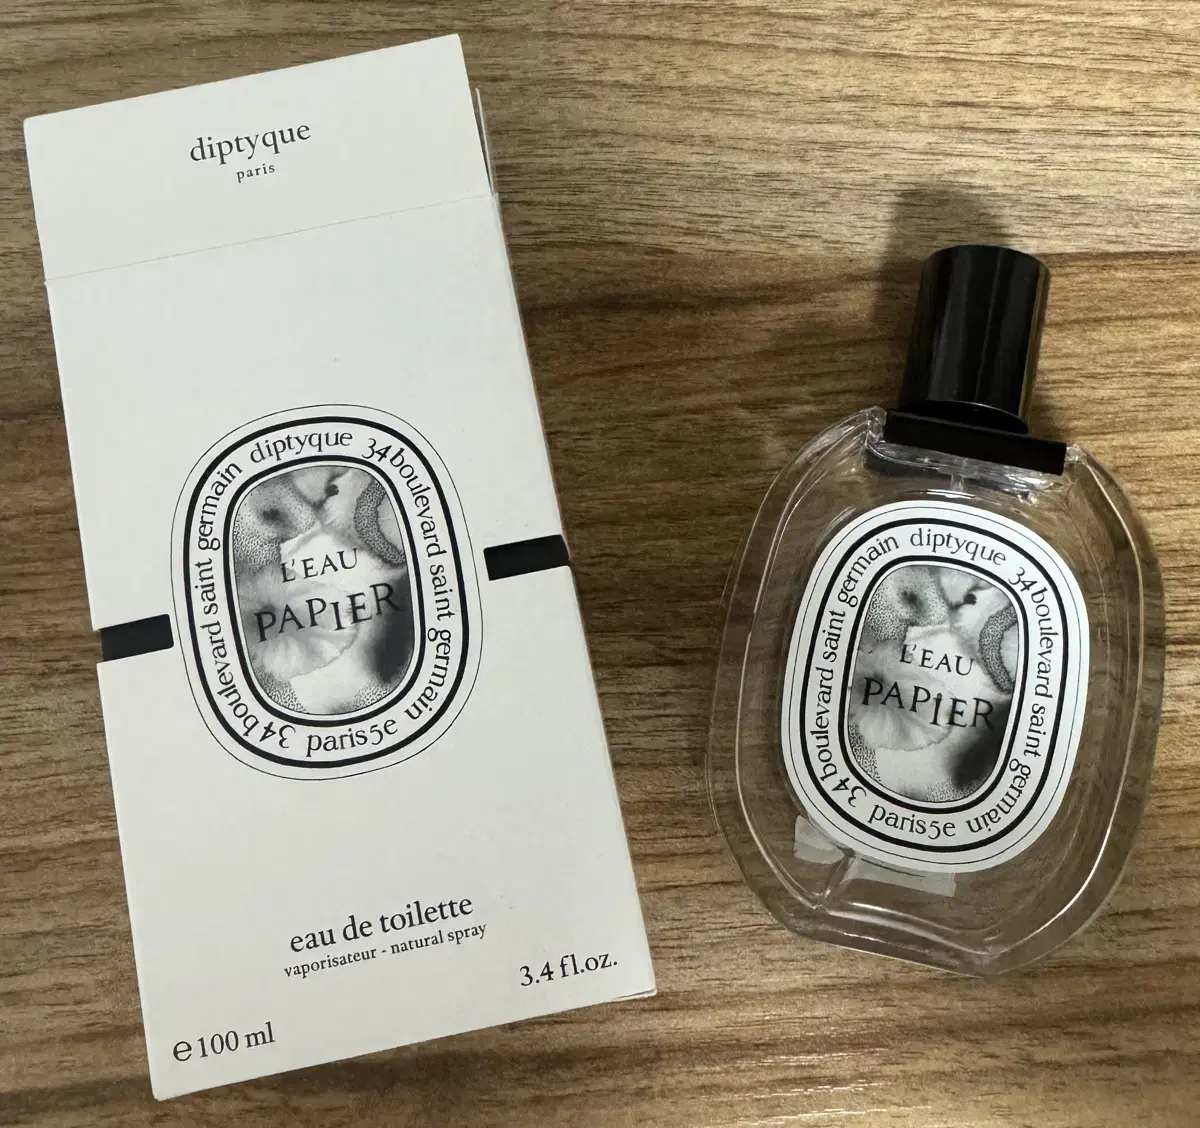 diptyque
paris
diptyque 34 boulevard saint germain paris5e 34 boulevard saint germain
L'EAU
PAPIER
eau de toilette
vaporisateur - natural spray
3.4 fl.oz.
℮100 ml
diptyque 34 boulevard saint germain paris5e 34 boulevard saint germain
L'EAU
PAPIER